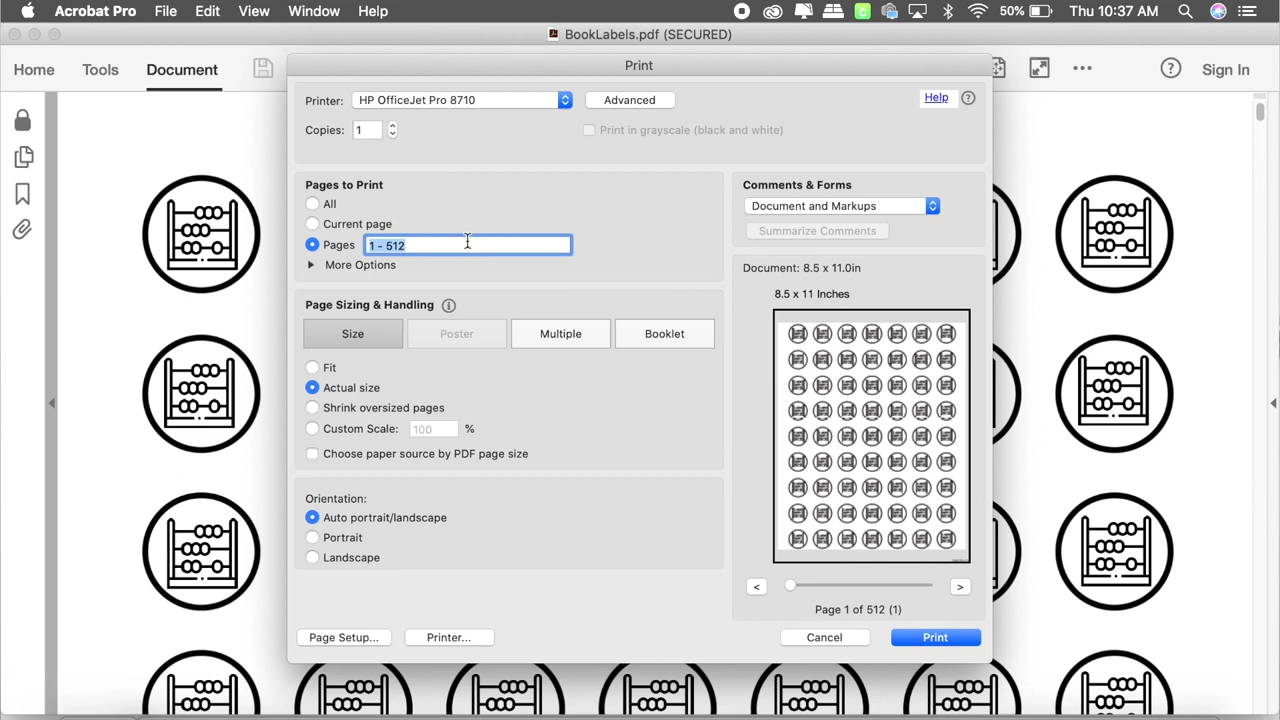 Acrobat Pro File Edit View Window Help 50% Thu 10:37 AM
BookLabels.pdf (SECURED)
Home Tools Document ? Sign In
Print
Printer: HP OfficeJet Pro 8710 Advanced Help ?
Copies: 1 Print in grayscale (black and white)
Pages to Print
All
Current page
Pages 1 - 512
More Options
Comments & Forms
Document and Markups
Summarize Comments
Page Sizing & Handling i
Size Poster Multiple Booklet
Fit
Actual size
Shrink oversized pages
Custom Scale: 100 %
Choose paper source by PDF page size
Orientation:
Auto portrait/landscape
Portrait
Landscape
Document: 8.5 x 11.0in
8.5 x 11 Inches
< >
Page 1 of 512 (1)
Page Setup... Printer... Cancel Print